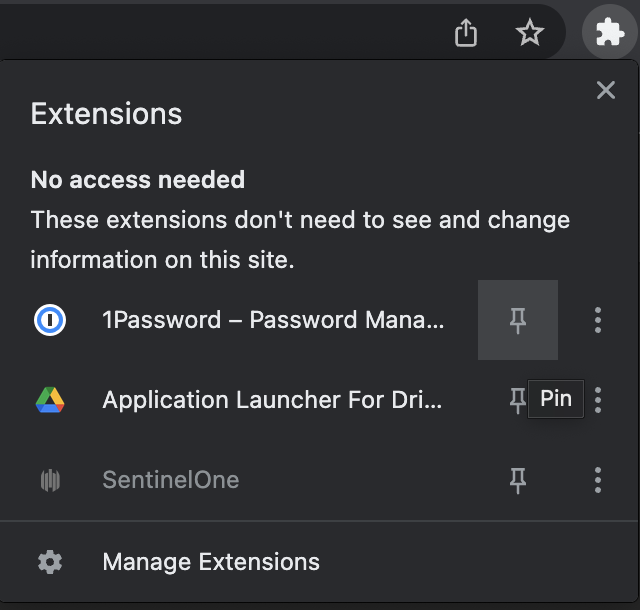 Extensions
No access needed
These extensions don't need to see and change
information on this site.
1Password – Password Mana...
Application Launcher For Dri...
Pin
SentinelOne
Manage Extensions